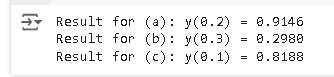 Result for (a): y(0.2) = 0.9146
Result for (b): y(0.3) = 0.2980
Result for (c): y(0.1) = 0.8188